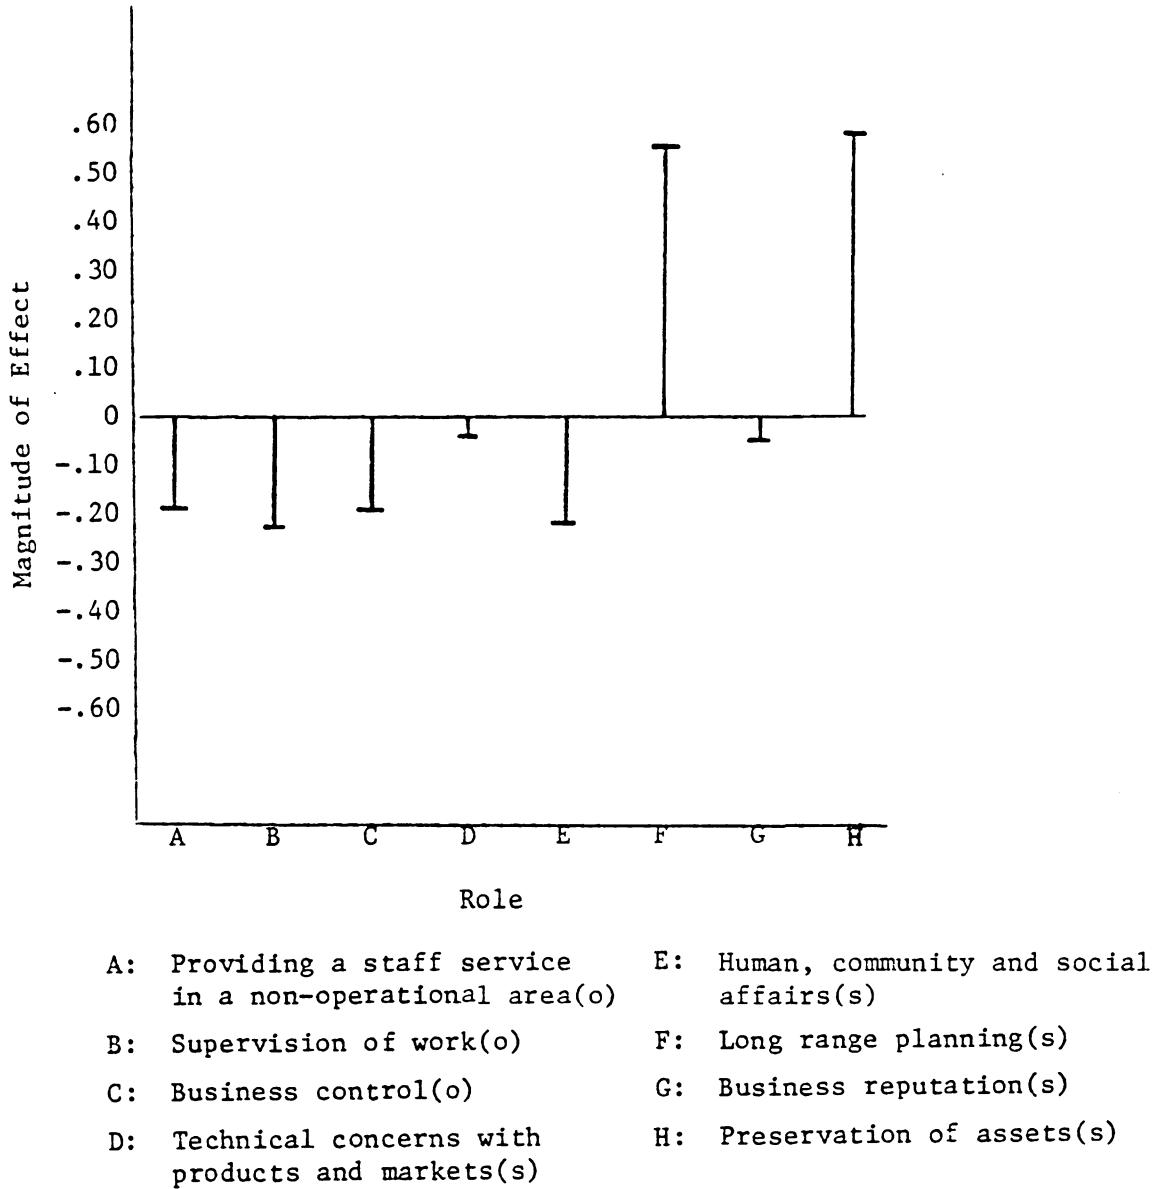 .60
.50
.40
.30
.20
.10
0
-.10
-.20
-.30
-.40
-.50
-.60
Magnitude of Effect
A B C D E F G H
Role
A: Providing a staff service
in a non-operational area(o)
B: Supervision of work(o)
C: Business control(o)
D: Technical concerns with
products and markets(s)
E: Human, community and social
affairs(s)
F: Long range planning(s)
G: Business reputation(s)
H: Preservation of assets(s)